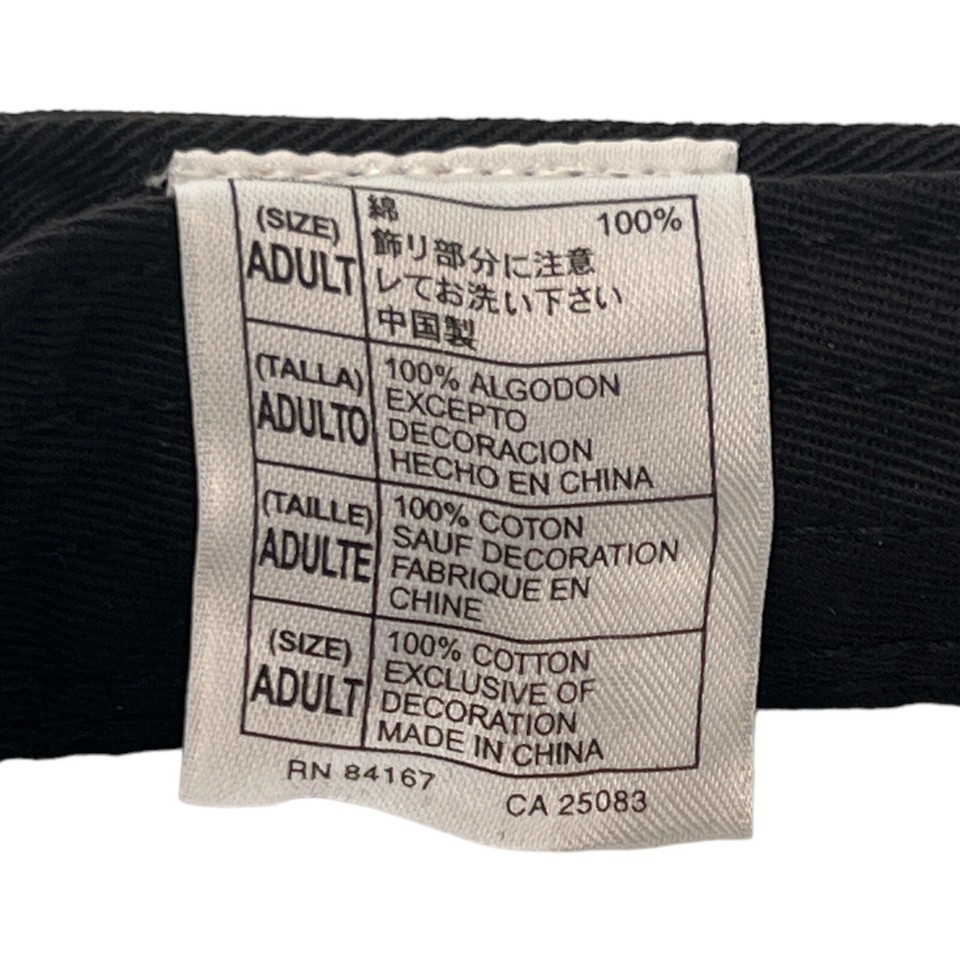 (SIZE)
ADULT
綿 100%
飾り部分に注意
してお洗い下さい
中国製
(TALLA)
ADULTO
100% ALGODON
EXCEPTO
DECORACION
HECHO EN CHINA
(TAILLE)
ADULTE
100% COTON
SAUF DECORATION
FABRIQUE EN
CHINE
(SIZE)
ADULT
100% COTTON
EXCLUSIVE OF
DECORATION
MADE IN CHINA
RN 84167
CA 25083